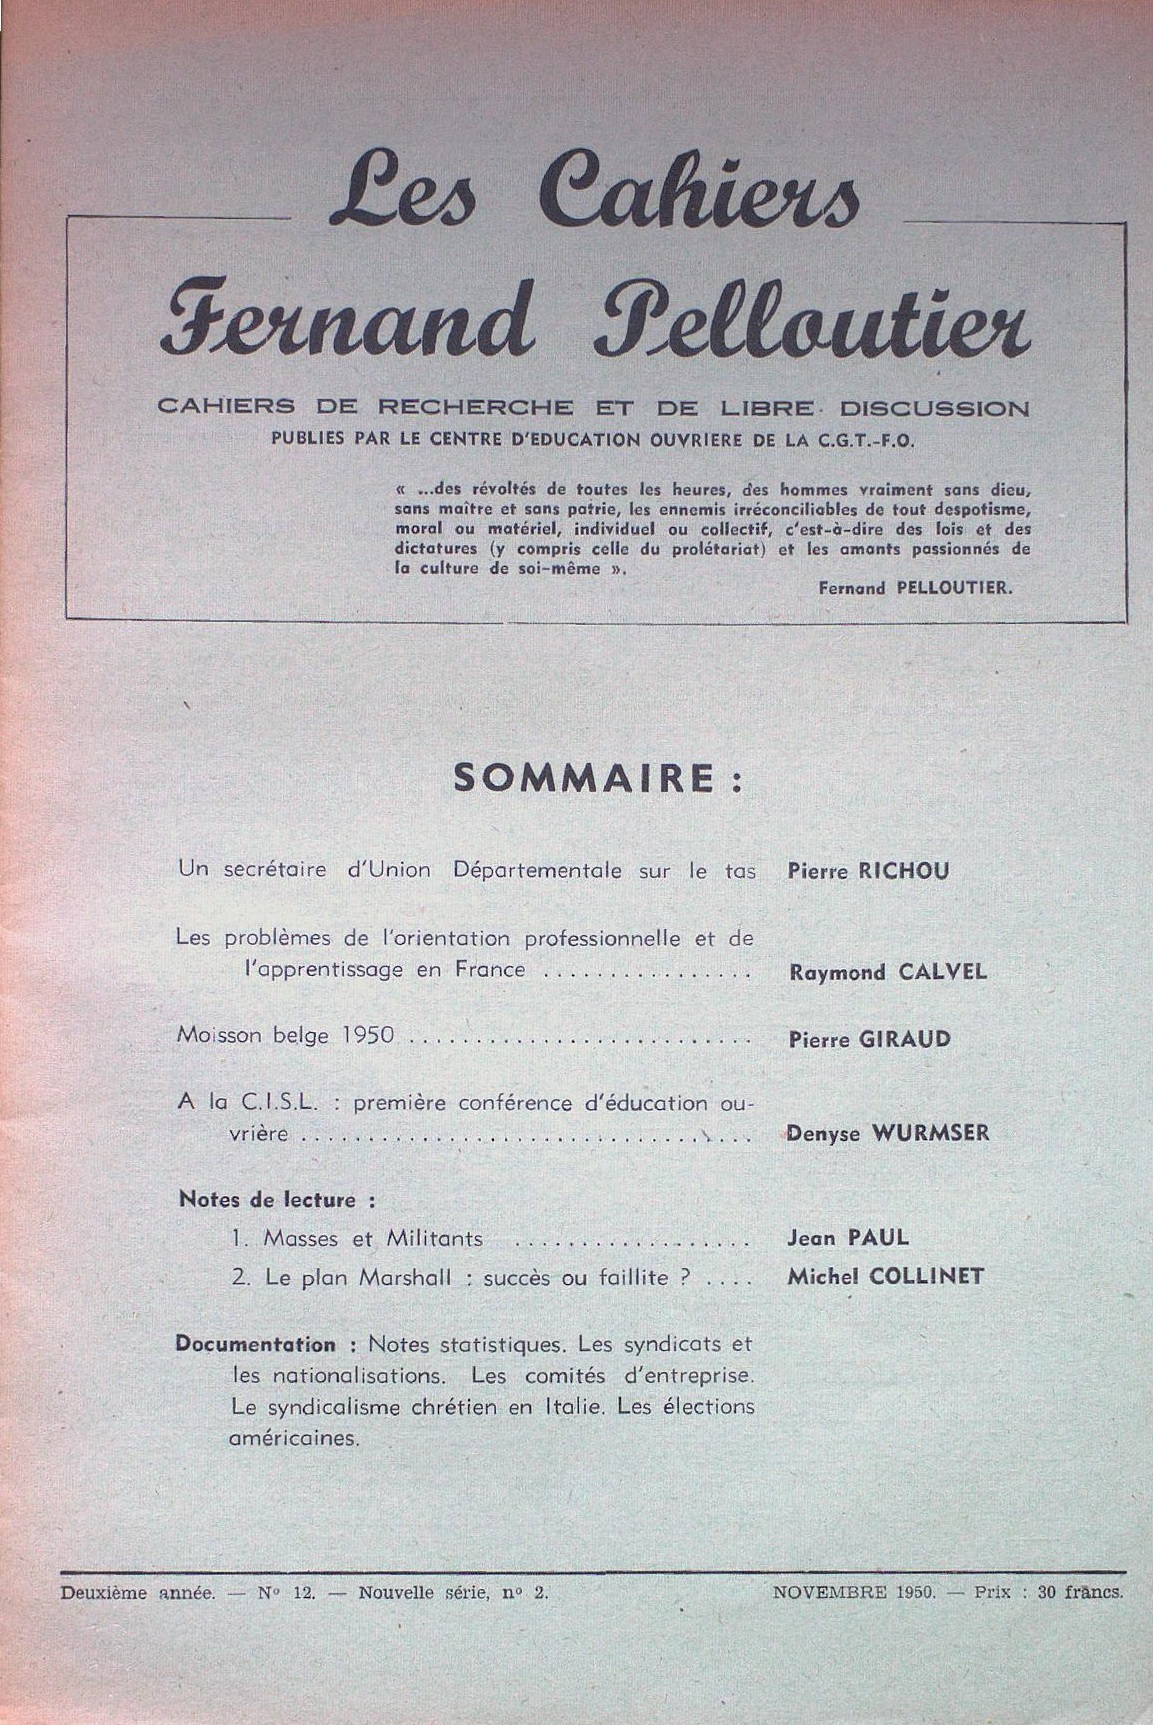 Les Cahiers
Fernand Pelloutier
CAHIERS DE RECHERCHE ET DE LIBRE DISCUSSION
PUBLIES PAR LE CENTRE D'EDUCATION OUVRIERE DE LA C.G.T.-F.O.
« ...des révoltés de toutes les heures, des hommes vraiment sans dieu,
sans maître et sans patrie, les ennemis irréconciliables de tout despotisme,
moral ou matériel, individuel ou collectif, c'est-à-dire des lois et des
dictatures (y compris celle du prolétariat) et les amants passionnés de
la culture de soi-même ».
Fernand PELLOUTIER.
SOMMAIRE :
Un secrétaire d'Union Départementale sur le tas Pierre RICHOU
Les problèmes de l'orientation professionnelle et de
l'apprentissage en France ................ Raymond CALVEL
Moisson belge 1950 .......................... Pierre GIRAUD
A la C.I.S.L. : première conférence d'éducation ou-
vrière .................................. Denyse WURMSER
Notes de lecture :
1. Masses et Militants .................. Jean PAUL
2. Le plan Marshall : succès ou faillite ? .... Michel COLLINET
Documentation : Notes statistiques. Les syndicats et
les nationalisations. Les comités d'entreprise.
Le syndicalisme chrétien en Italie. Les élections
américaines.
Deuxième année. — Nº 12. — Nouvelle série, nº 2. NOVEMBRE 1950. — Prix : 30 francs.